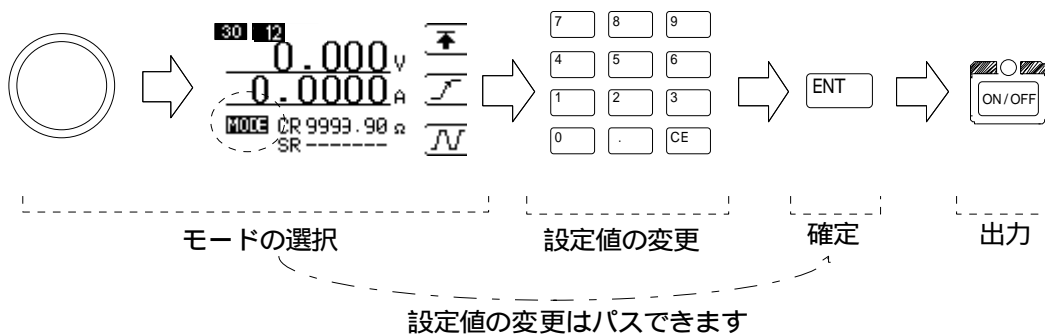 30 12
0.000 V
0.0000 A
MODE CR 9993.90 Ω
SR -------
7 8 9
4 5 6
1 2 3
0 . CE
ENT
ON/OFF
モードの選択
設定値の変更
確定
出力
設定値の変更はパスできます